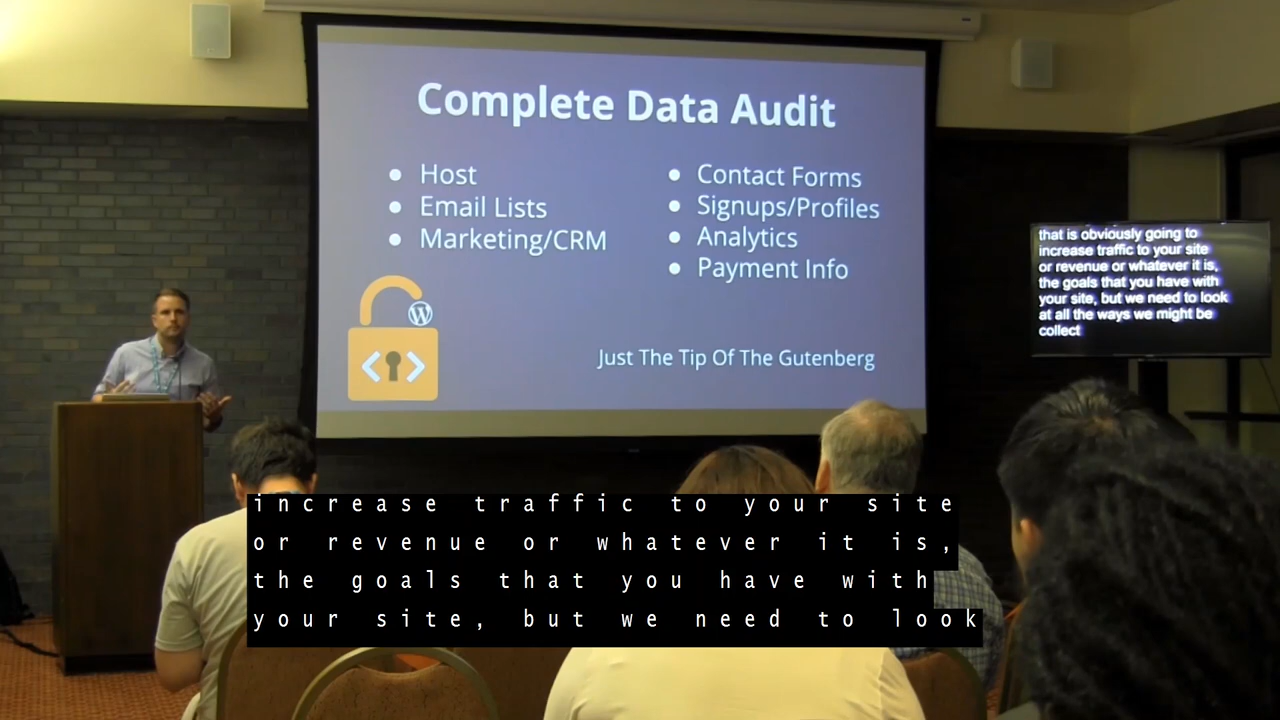 Complete Data Audit
● Host
● Email Lists
● Marketing/CRM
● Contact Forms
● Signups/Profiles
● Analytics
● Payment Info
W
< >
Just The Tip Of The Gutenberg
that is obviously going to
increase traffic to your site
or revenue or whatever it is,
the goals that you have with
your site, but we need to look
at all the ways we might be
collect
increase traffic to your site
or revenue or whatever it is,
the goals that you have with
your site, but we need to look